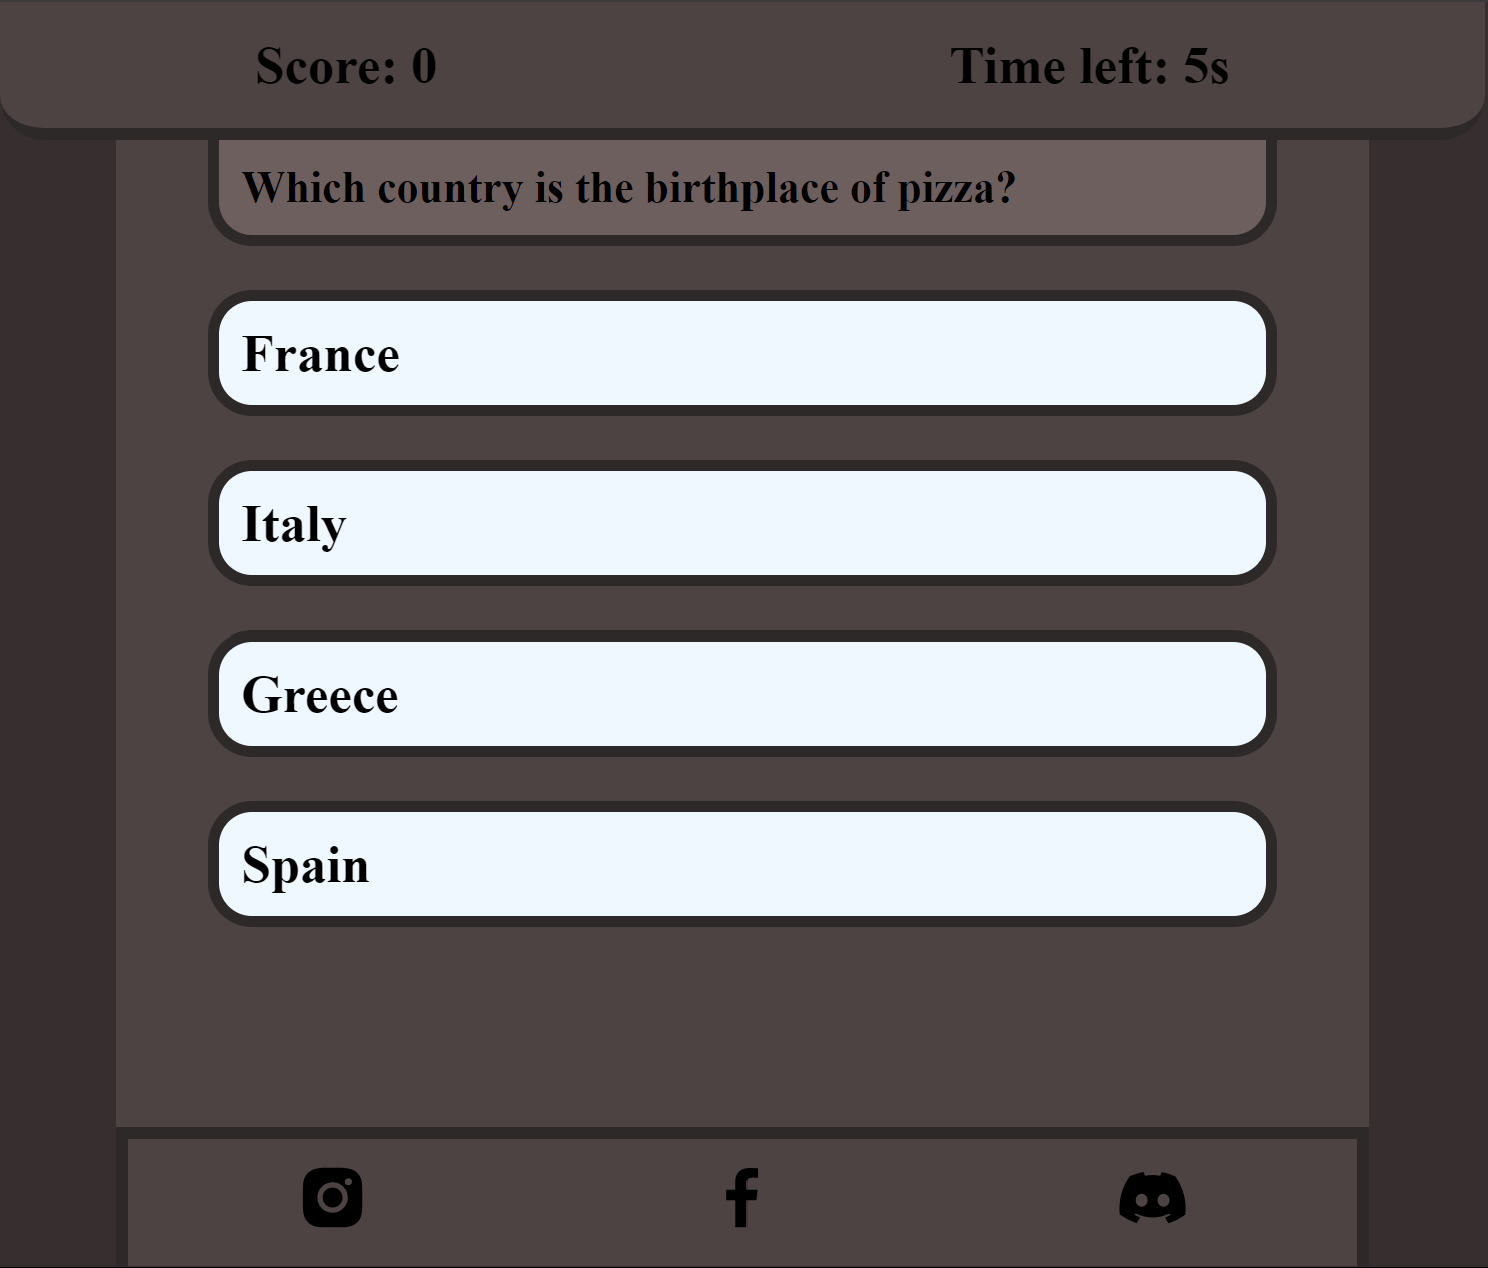 Score: 0
Time left: 5s
Which country is the birthplace of pizza?
France
Italy
Greece
Spain